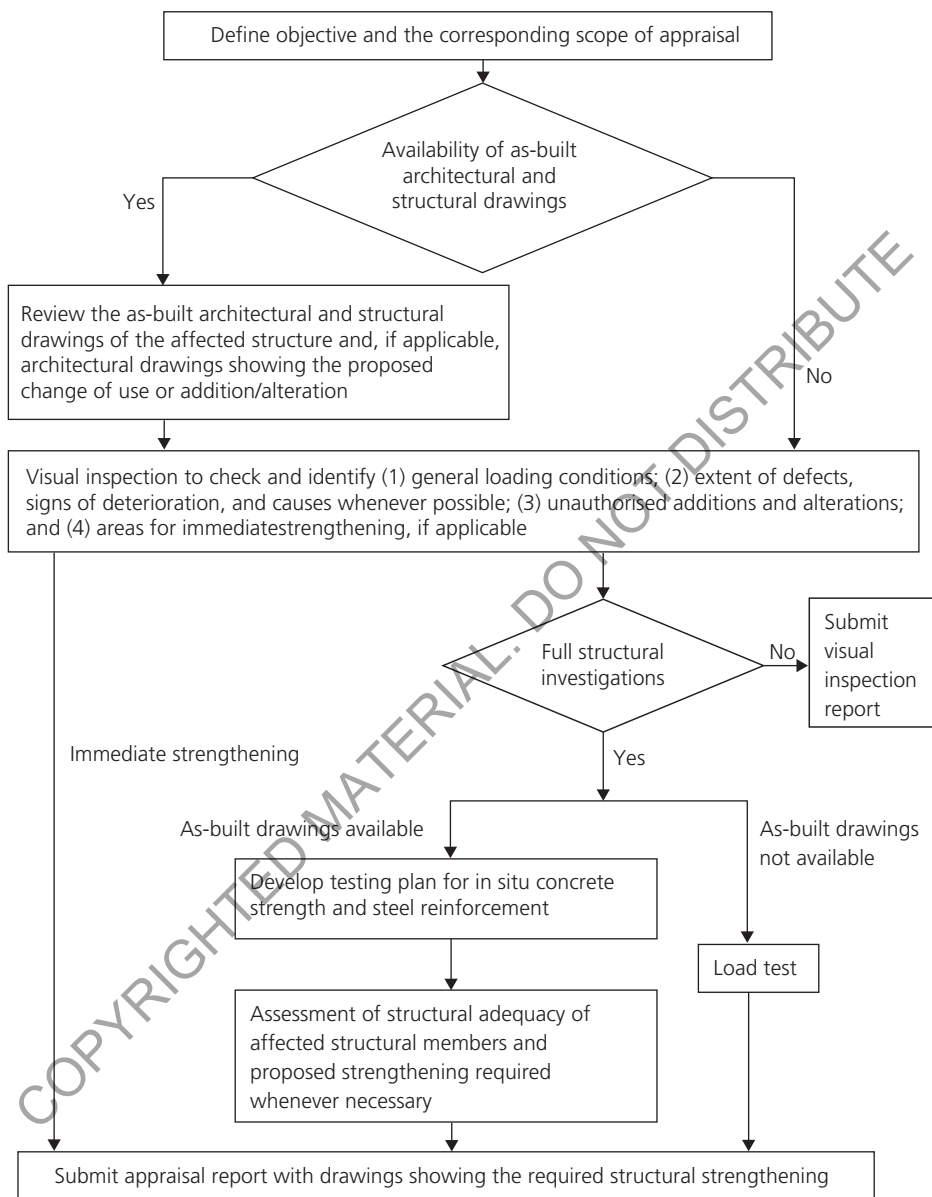 Define objective and the corresponding scope of appraisal
Availability of as-built
architectural and
structural drawings
Yes
No
Review the as-built architectural and structural
drawings of the affected structure and, if applicable,
architectural drawings showing the proposed
change of use or addition/alteration
Visual inspection to check and identify (1) general loading conditions; (2) extent of defects,
signs of deterioration, and causes whenever possible; (3) unauthorised additions and alterations;
and (4) areas for immediatestrengthening, if applicable
Full structural
investigations
No
Submit
visual
inspection
report
Immediate strengthening
Yes
As-built drawings available
As-built drawings
not available
Develop testing plan for in situ concrete
strength and steel reinforcement
Load test
Assessment of structural adequacy of
affected structural members and
proposed strengthening required
whenever necessary
Submit appraisal report with drawings showing the required structural strengthening
COPYRIGHTED MATERIAL. DO NOT DISTRIBUTE